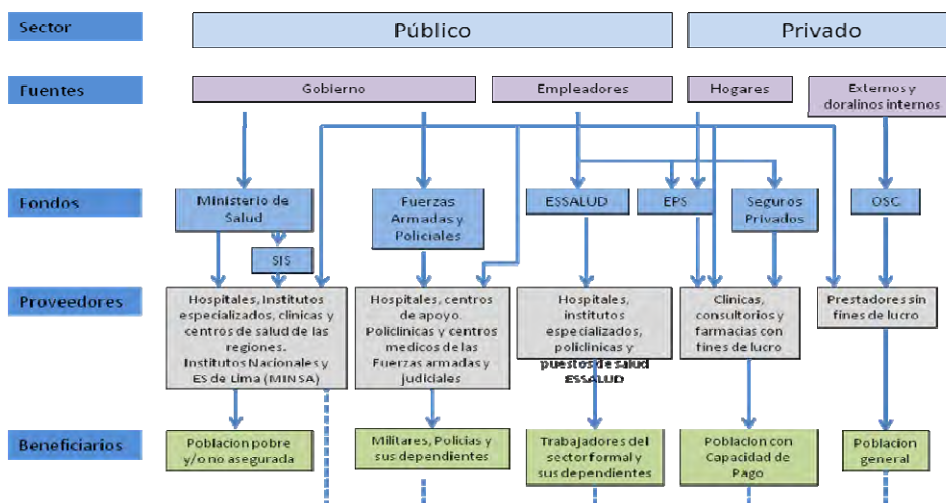 Sector
Público
Privado
Fuentes
Gobierno
Empleadores
Hogares
Externos y
doralinos internos
Fondos
Ministerio de
Salud
SIS
Fuerzas
Armadas y
Policiales
ESSALUD
EPS
Seguros
Privados
OSC
Proveedores
Hospitales, Institutos
especializados, clinicas y
centros de salud de las
regiones.
Institutos Nacionales y
ES de Lima (MINSA)
Hospitales, centros
de apoyo.
Policlinicas y centros
medicos de las
Fuerzas armadas y
judiciales
Hospitales,
institutos
especializados,
policlinicas y
puestos de salud
ESSALUD
Clinicas,
consultorios y
farmacias con
fines de lucro
Prestadores sin
fines de lucro
Beneficiarios
Poblacion pobre
y/o no asegurada
Militares, Policias y
sus dependientes
Trabajadores del
sector formal y
sus dependientes
Poblacion con
Capacidad de
Pago
Poblacion
general